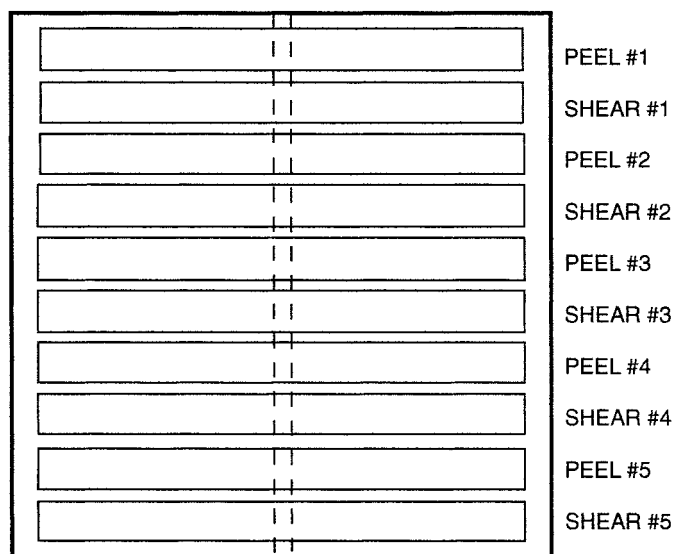 PEEL #1
SHEAR #1
PEEL #2
SHEAR #2
PEEL #3
SHEAR #3
PEEL #4
SHEAR #4
PEEL #5
SHEAR #5